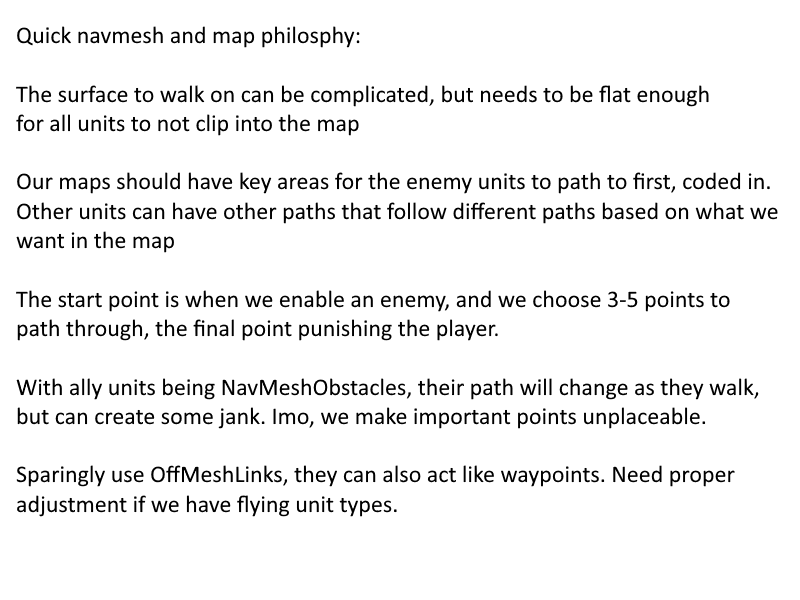 Quick navmesh and map philosphy:
The surface to walk on can be complicated, but needs to be flat enough
for all units to not clip into the map
Our maps should have key areas for the enemy units to path to first, coded in.
Other units can have other paths that follow different paths based on what we
want in the map
The start point is when we enable an enemy, and we choose 3-5 points to
path through, the final point punishing the player.
With ally units being NavMeshObstacles, their path will change as they walk,
but can create some jank. Imo, we make important points unplaceable.
Sparingly use OffMeshLinks, they can also act like waypoints. Need proper
adjustment if we have flying unit types.